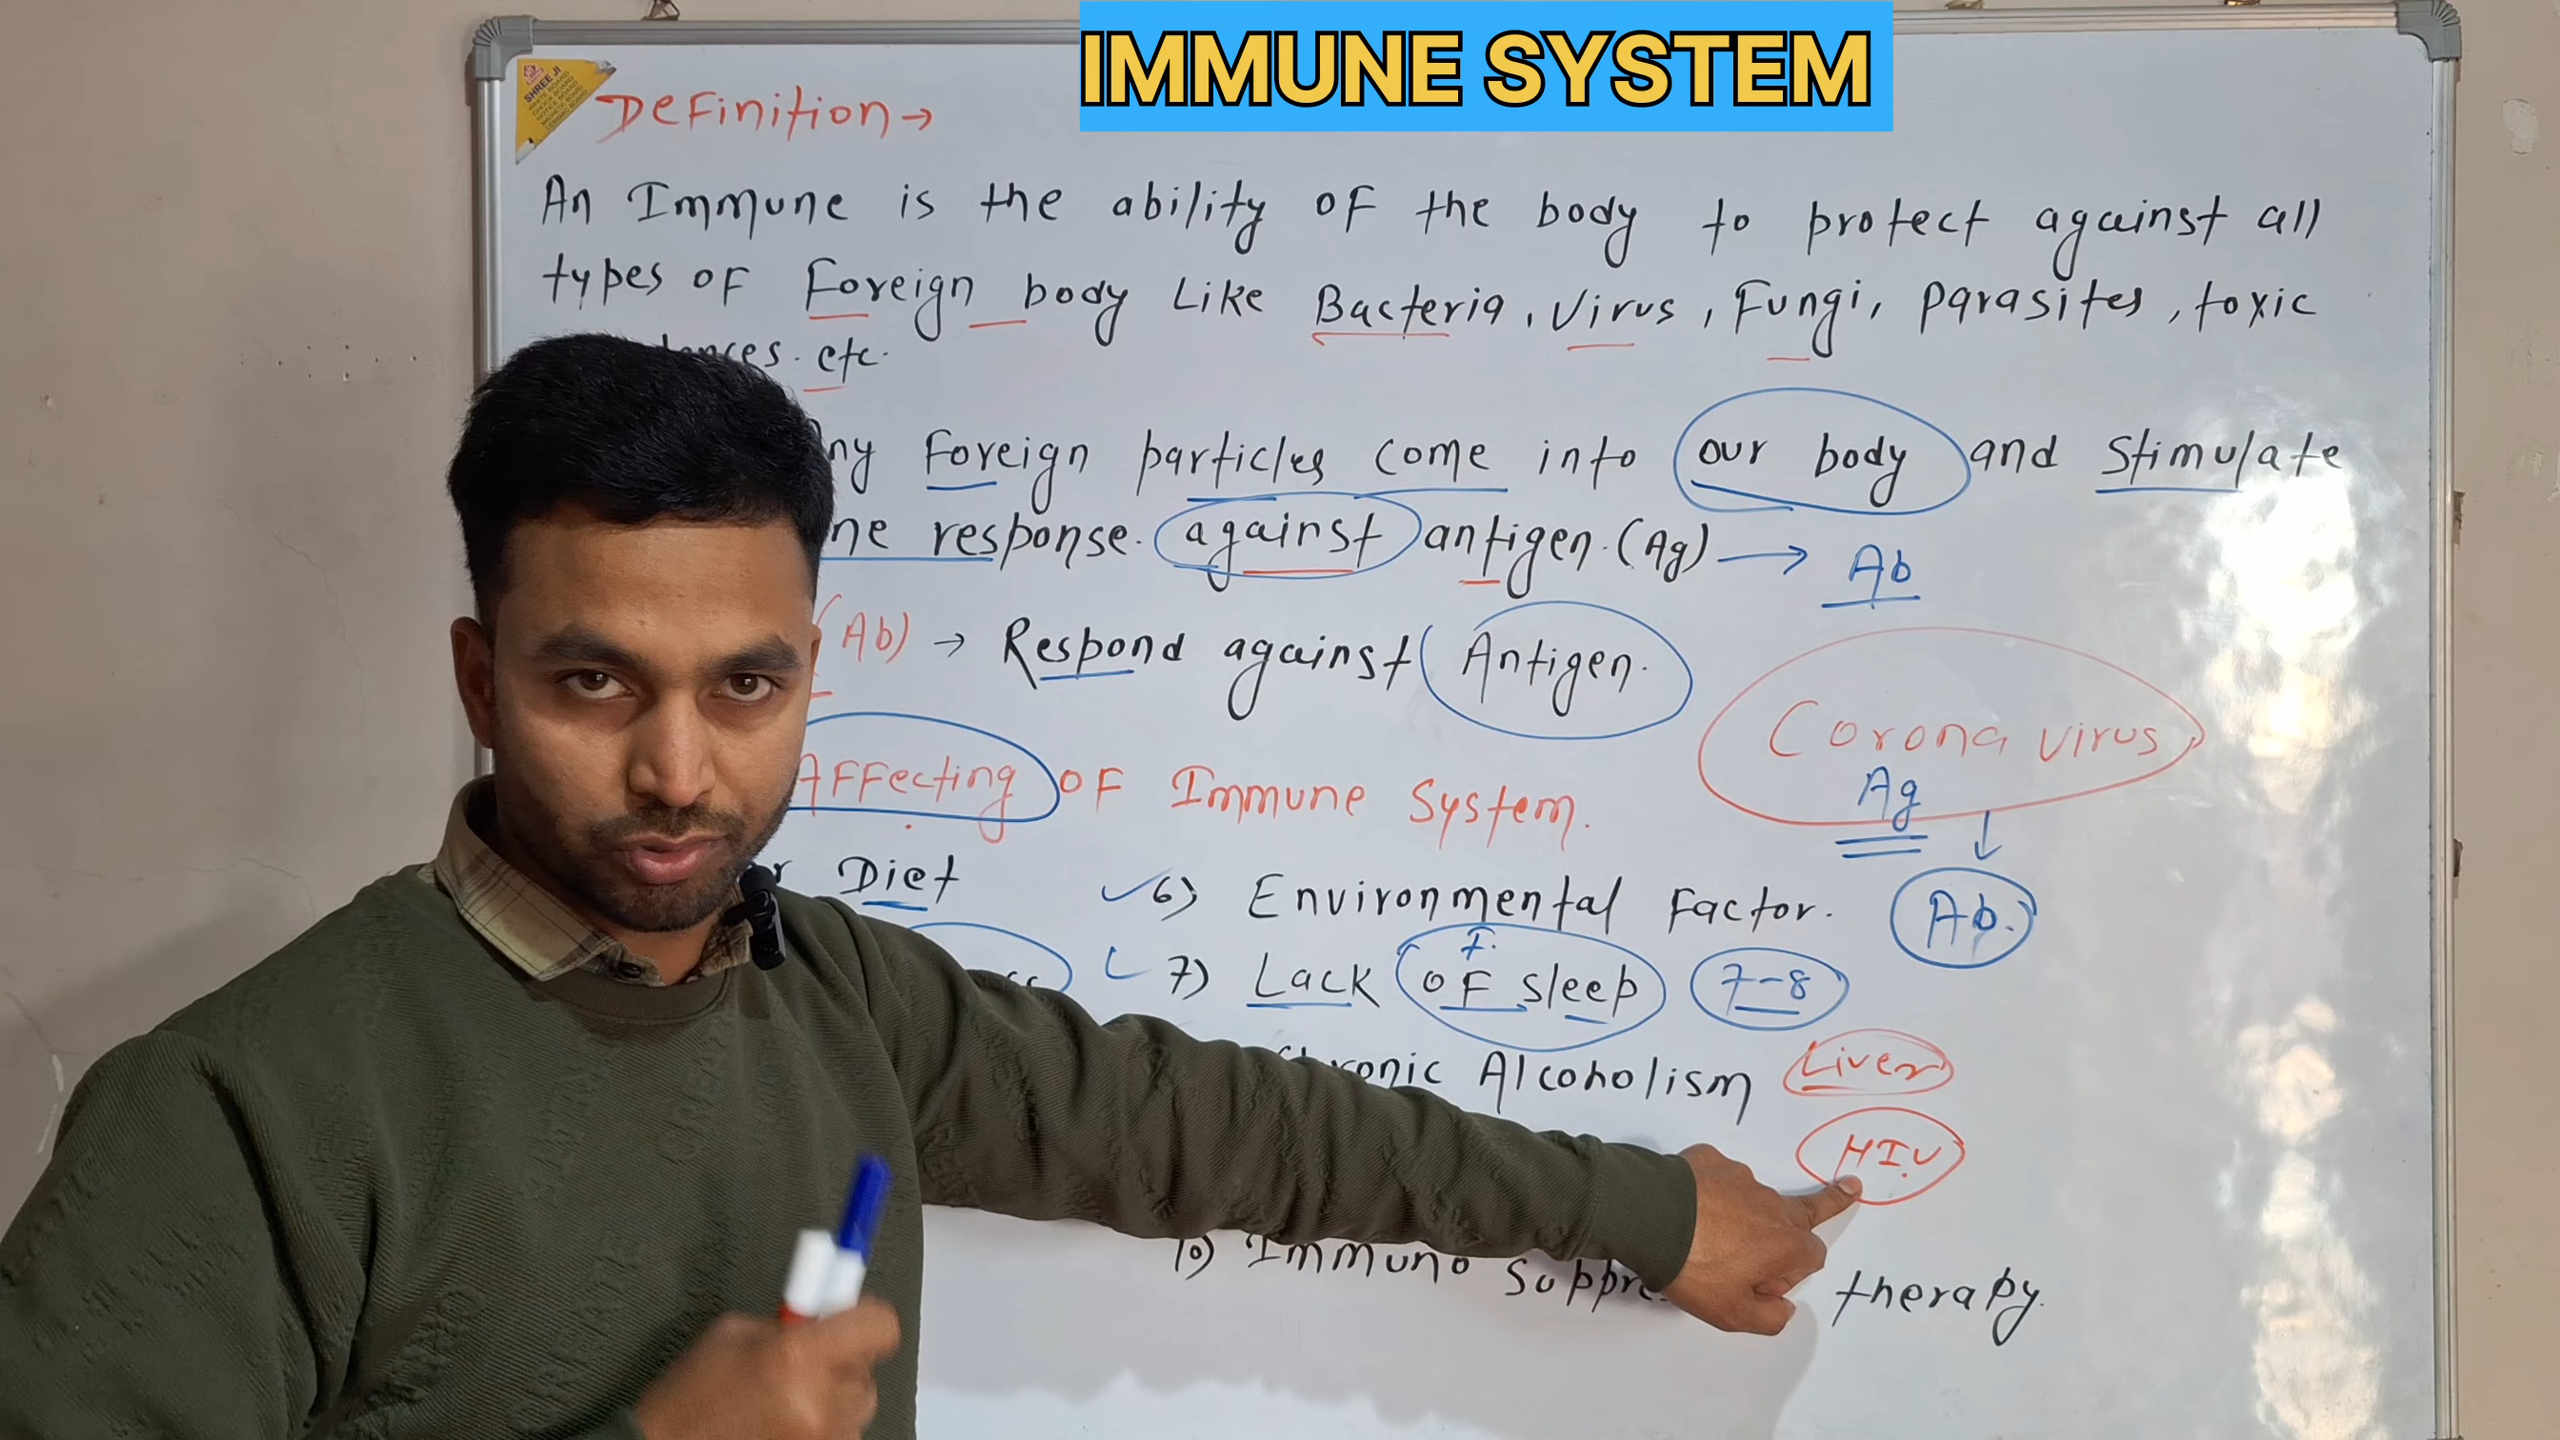 IMMUNE SYSTEM
SHREE JI
Definition →
An Immune is the ability of the body to protect against all
types of Foreign body Like Bacteria, Virus, Fungi, parasites, toxic
etc.
Foreign particles come into our body and Stimulate
response. against antigen. (Ag) → Ab
(Ab) → Respond against Antigen.
Corona virus
Ag
Affecting of Immune System.
Diet
6) Environmental Factor.
Ab.
7) Lack of sleep 7-8
F.
Alcoholism Liver
HIV
10) Immuno therapy.